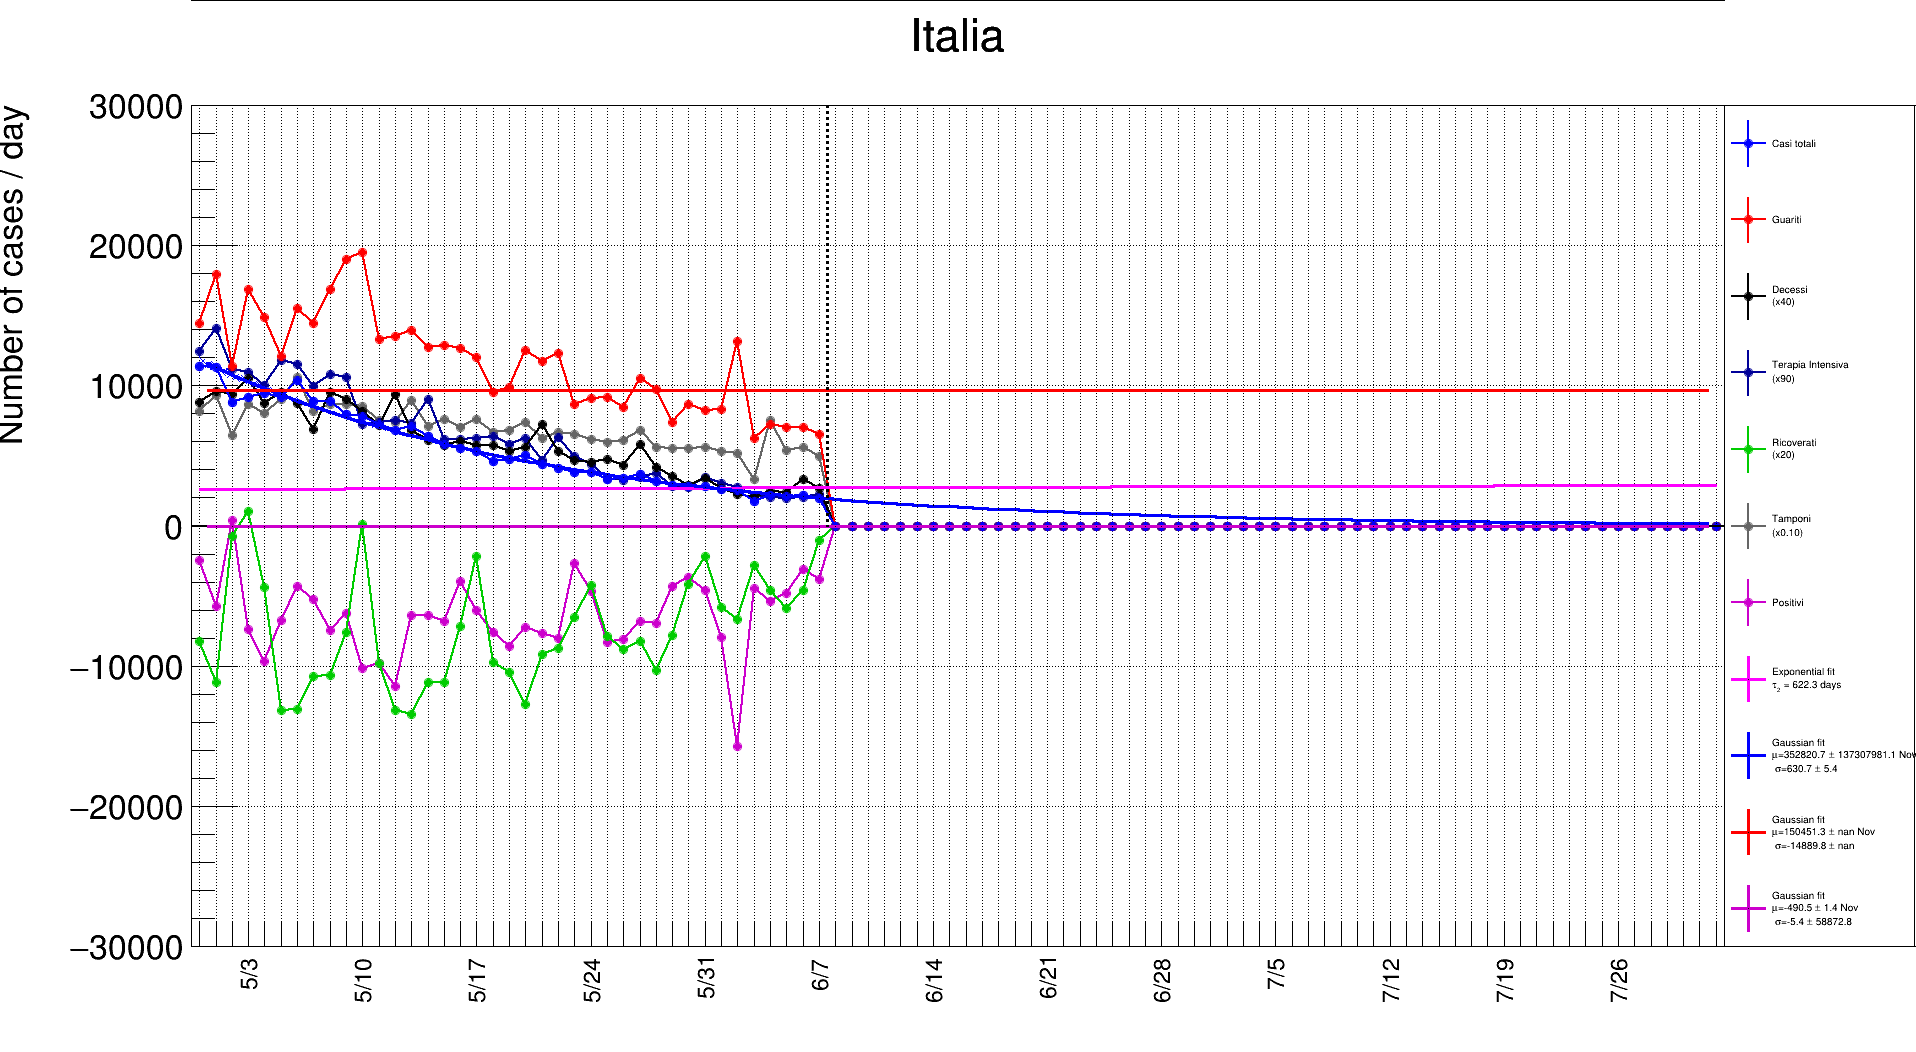 Italia
Number of cases / day
30000
20000
10000
0
−10000
−20000
−30000
5/3
5/10
5/17
5/24
5/31
6/7
6/14
6/21
6/28
7/5
7/12
7/19
7/26
Casi totali
Guariti
Decessi
(x40)
Terapia Intensiva
(x90)
Ricoverati
(x20)
Tamponi
(x0.10)
Positivi
Exponential fit
τ₂ = 622.3 days
Gaussian fit
μ=352820.7 ± 137307981.1 Nov
σ=630.7 ± 5.4
Gaussian fit
μ=150451.3 ± nan Nov
σ=-14889.8 ± nan
Gaussian fit
μ=-490.5 ± 1.4 Nov
σ=-5.4 ± 58872.8